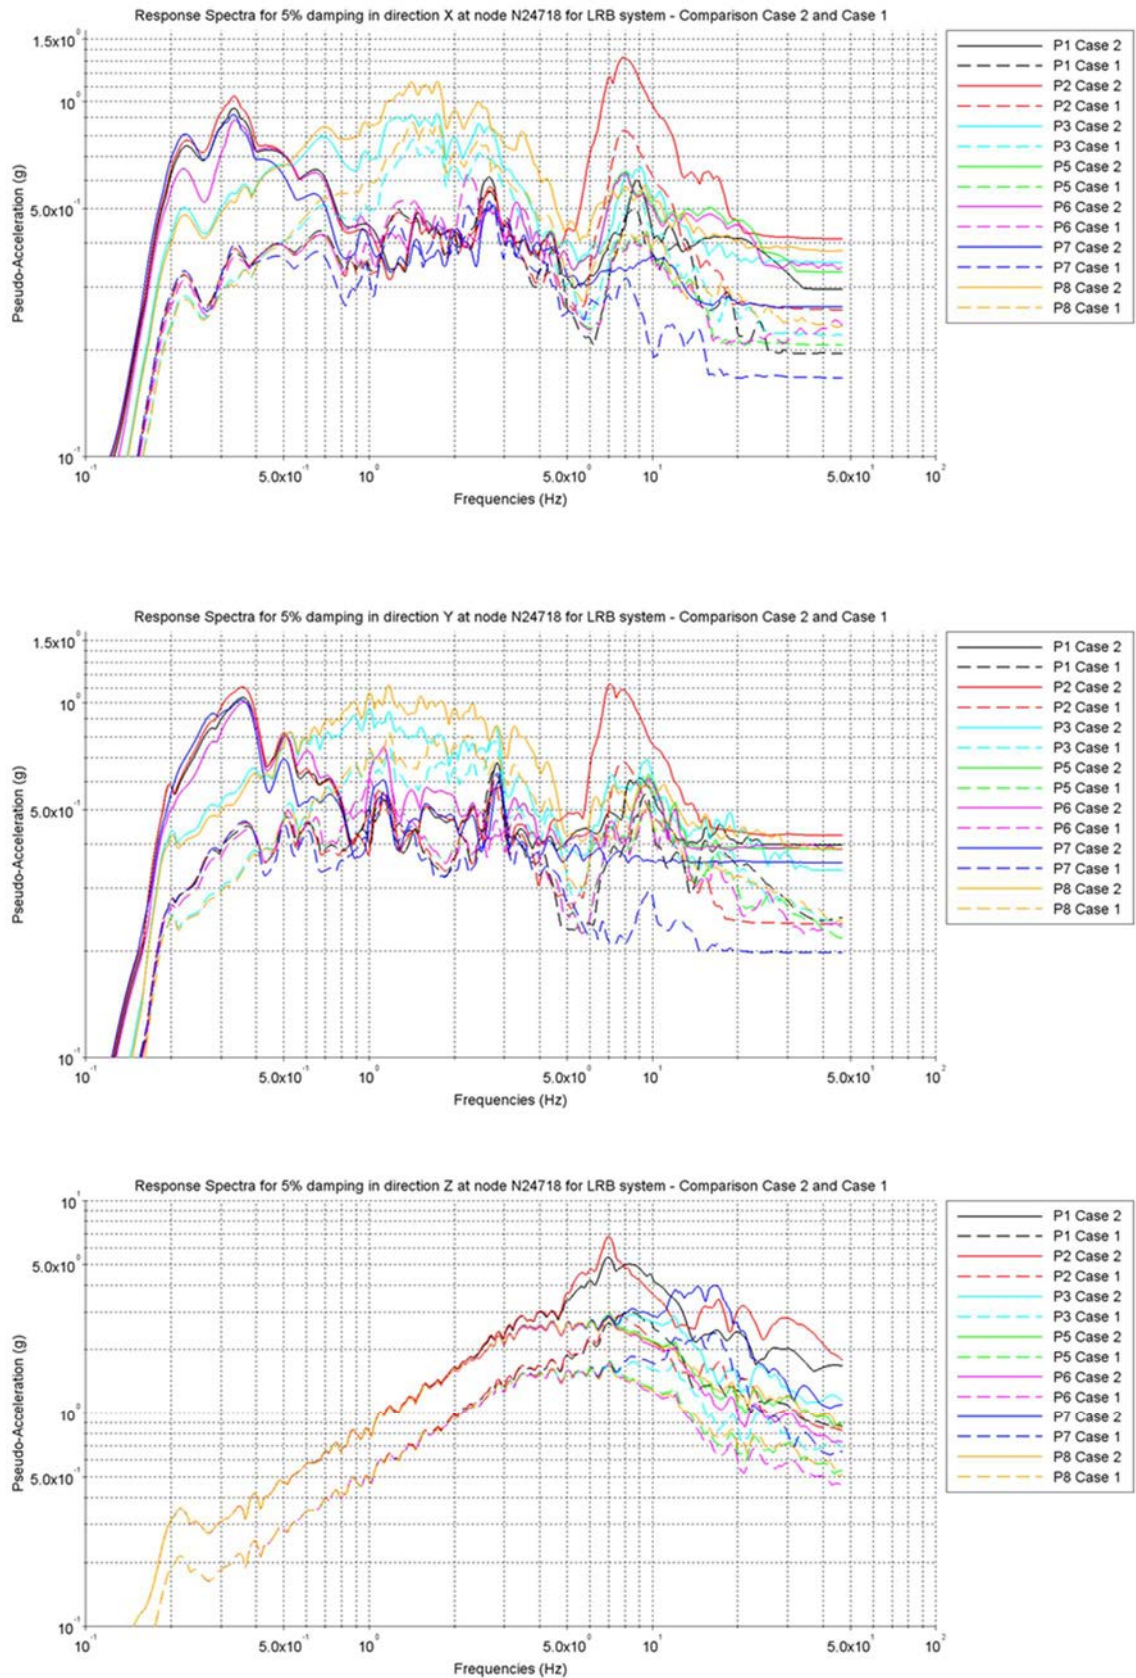 Response Spectra for 5% damping in direction X at node N24718 for LRB system - Comparison Case 2 and Case 1
1.5x10⁰
10⁰
5.0x10⁻¹
10⁻¹
Pseudo-Acceleration (g)
10⁻¹ 5.0x10⁻¹ 10⁰ 5.0x10⁰ 10¹ 5.0x10¹ 10²
Frequencies (Hz)
P1 Case 2
P1 Case 1
P2 Case 2
P2 Case 1
P3 Case 2
P3 Case 1
P5 Case 2
P5 Case 1
P6 Case 2
P6 Case 1
P7 Case 2
P7 Case 1
P8 Case 2
P8 Case 1
Response Spectra for 5% damping in direction Y at node N24718 for LRB system - Comparison Case 2 and Case 1
1.5x10⁰
10⁰
5.0x10⁻¹
10⁻¹
Pseudo-Acceleration (g)
10⁻¹ 5.0x10⁻¹ 10⁰ 5.0x10⁰ 10¹ 5.0x10¹ 10²
Frequencies (Hz)
P1 Case 2
P1 Case 1
P2 Case 2
P2 Case 1
P3 Case 2
P3 Case 1
P5 Case 2
P5 Case 1
P6 Case 2
P6 Case 1
P7 Case 2
P7 Case 1
P8 Case 2
P8 Case 1
Response Spectra for 5% damping in direction Z at node N24718 for LRB system - Comparison Case 2 and Case 1
10¹
5.0x10⁰
10⁰
5.0x10⁻¹
10⁻¹
Pseudo-Acceleration (g)
10⁻¹ 5.0x10⁻¹ 10⁰ 5.0x10⁰ 10¹ 5.0x10¹ 10²
Frequencies (Hz)
P1 Case 2
P1 Case 1
P2 Case 2
P2 Case 1
P3 Case 2
P3 Case 1
P5 Case 2
P5 Case 1
P6 Case 2
P6 Case 1
P7 Case 2
P7 Case 1
P8 Case 2
P8 Case 1